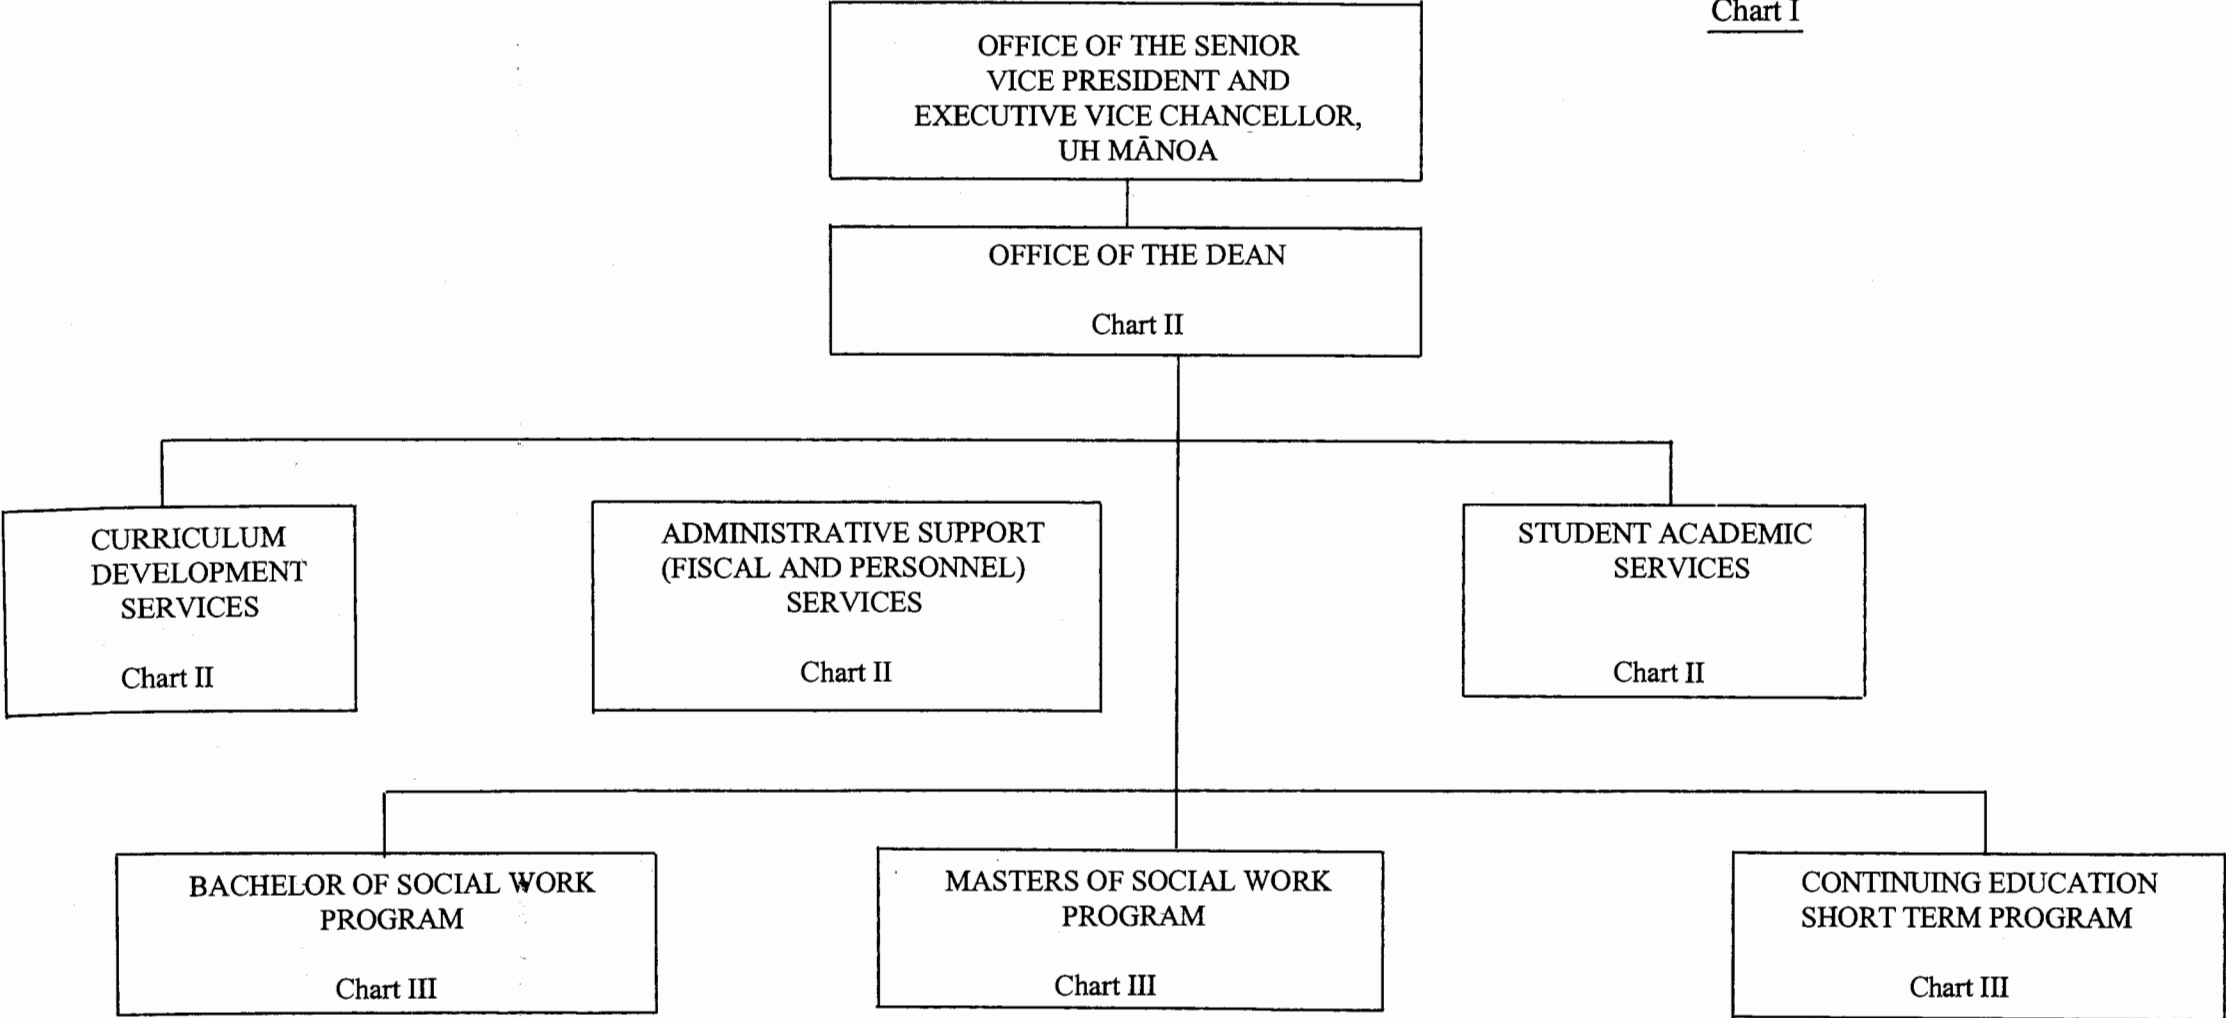 Chart I
OFFICE OF THE SENIOR
VICE PRESIDENT AND
EXECUTIVE VICE CHANCELLOR,
UH MĀNOA
OFFICE OF THE DEAN
Chart II
CURRICULUM
DEVELOPMENT
SERVICES
Chart II
ADMINISTRATIVE SUPPORT
(FISCAL AND PERSONNEL)
SERVICES
Chart II
STUDENT ACADEMIC
SERVICES
Chart II
BACHELOR OF SOCIAL WORK
PROGRAM
Chart III
MASTERS OF SOCIAL WORK
PROGRAM
Chart III
CONTINUING EDUCATION
SHORT TERM PROGRAM
Chart III